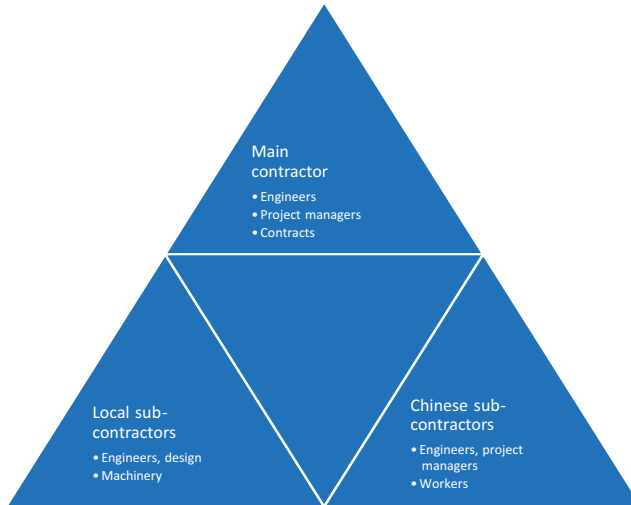 Main
contractor
• Engineers
• Project managers
• Contracts
Local sub-
contractors
• Engineers, design
• Machinery
Chinese sub-
contractors
• Engineers, project
managers
• Workers